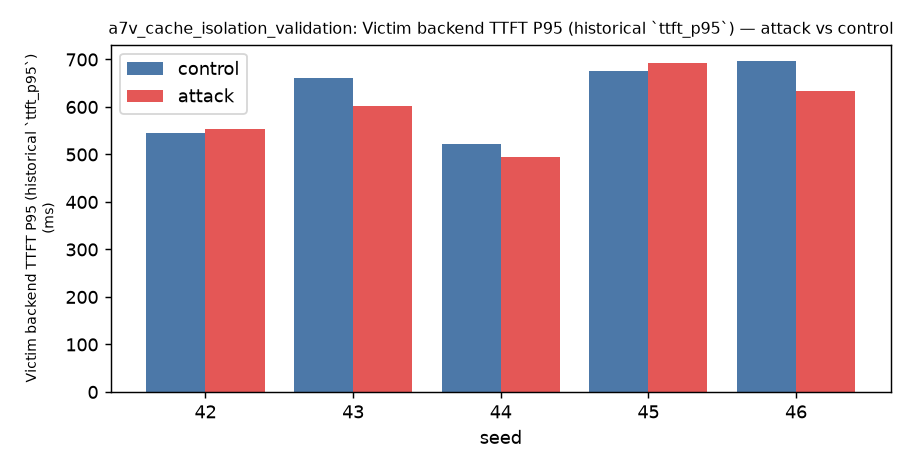 a7v_cache_isolation_validation: Victim backend TTFT P95 (historical `ttft_p95`) — attack vs control
Victim backend TTFT P95 (historical `ttft_p95`)
(ms)
700
600
500
400
300
200
100
0
control
attack
42
43
44
45
46
seed